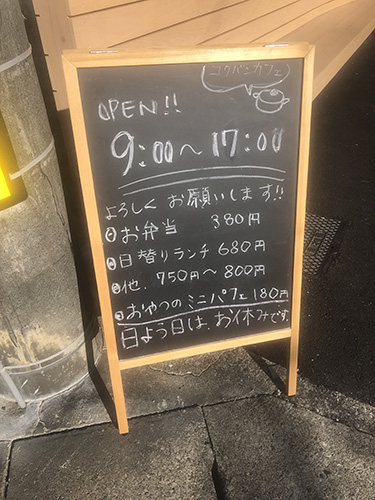 コクバンカフェ
OPEN!!
9:00〜17:00
よろしくお願いします!!
お弁当 380円
日替りランチ 680円
他. 750円〜800円
おやつのミニパフェ 180円
日よう日は、お休みです。